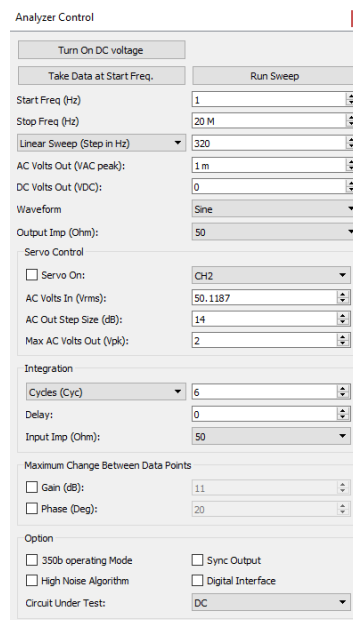 Analyzer Control
Turn On DC voltage
Take Data at Start Freq. Run Sweep
Start Freq (Hz) 1
Stop Freq (Hz) 20 M
Linear Sweep (Step in Hz) 320
AC Volts Out (VAC peak): 1 m
DC Volts Out (VDC): 0
Waveform Sine
Output Imp (Ohm): 50
Servo Control
Servo On: CH2
AC Volts In (Vrms): 50.1187
AC Out Step Size (dB): 14
Max AC Volts Out (Vpk): 2
Integration
Cycles (Cyc) 6
Delay: 0
Input Imp (Ohm): 50
Maximum Change Between Data Points
Gain (dB): 11
Phase (Deg): 20
Option
350b operating Mode Sync Output
High Noise Algorithm Digital Interface
Circuit Under Test: DC